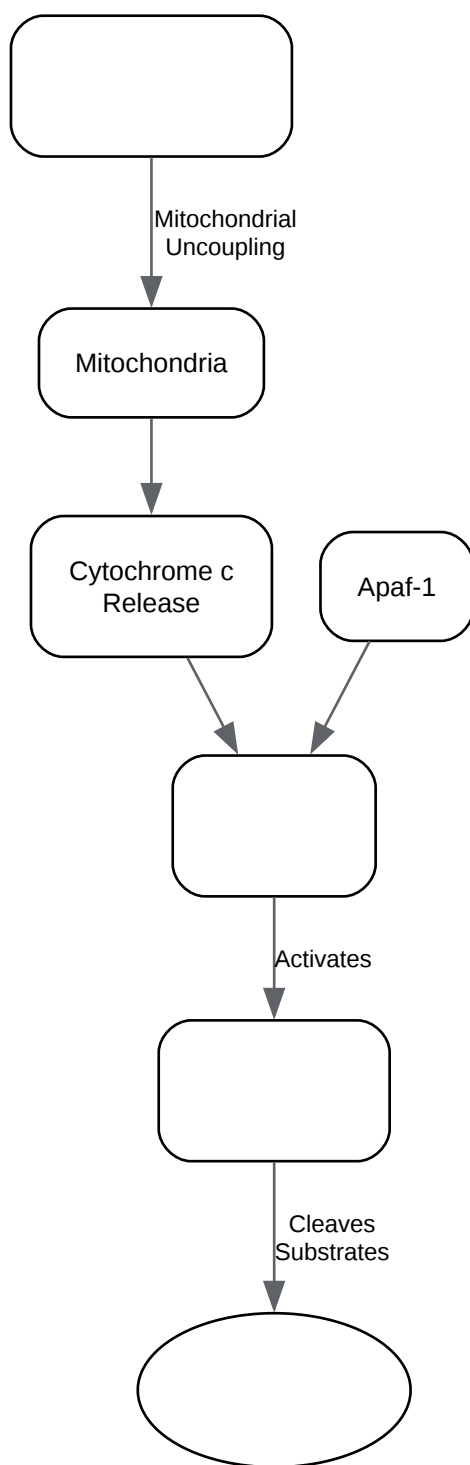 Mitochondrial
Uncoupling
Mitochondria
Cytochrome c
Release
Apaf-1
Activates
Cleaves
Substrates